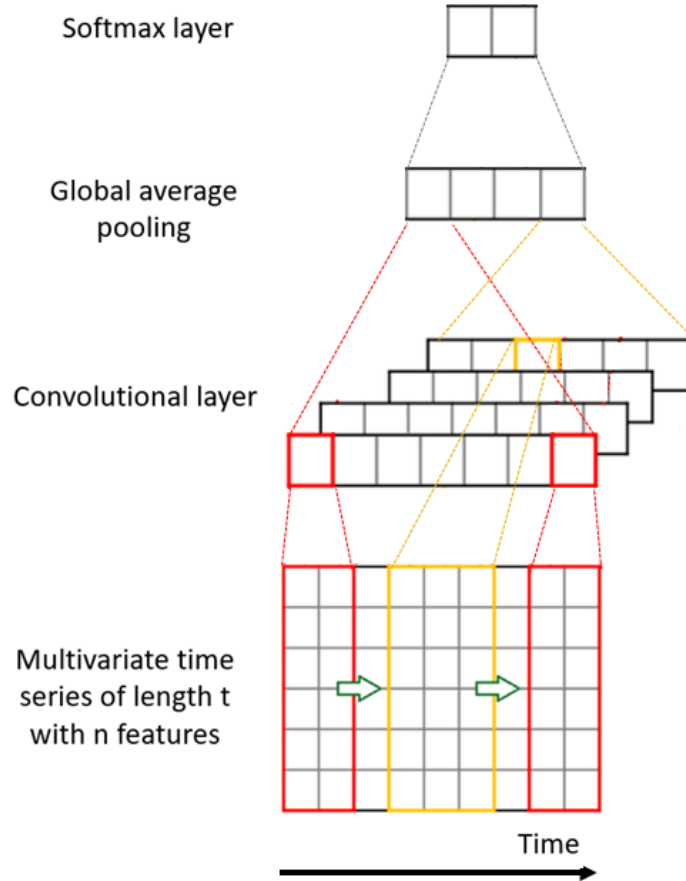 Softmax layer
Global average
pooling
Convolutional layer
Multivariate time
series of length t
with n features
Time